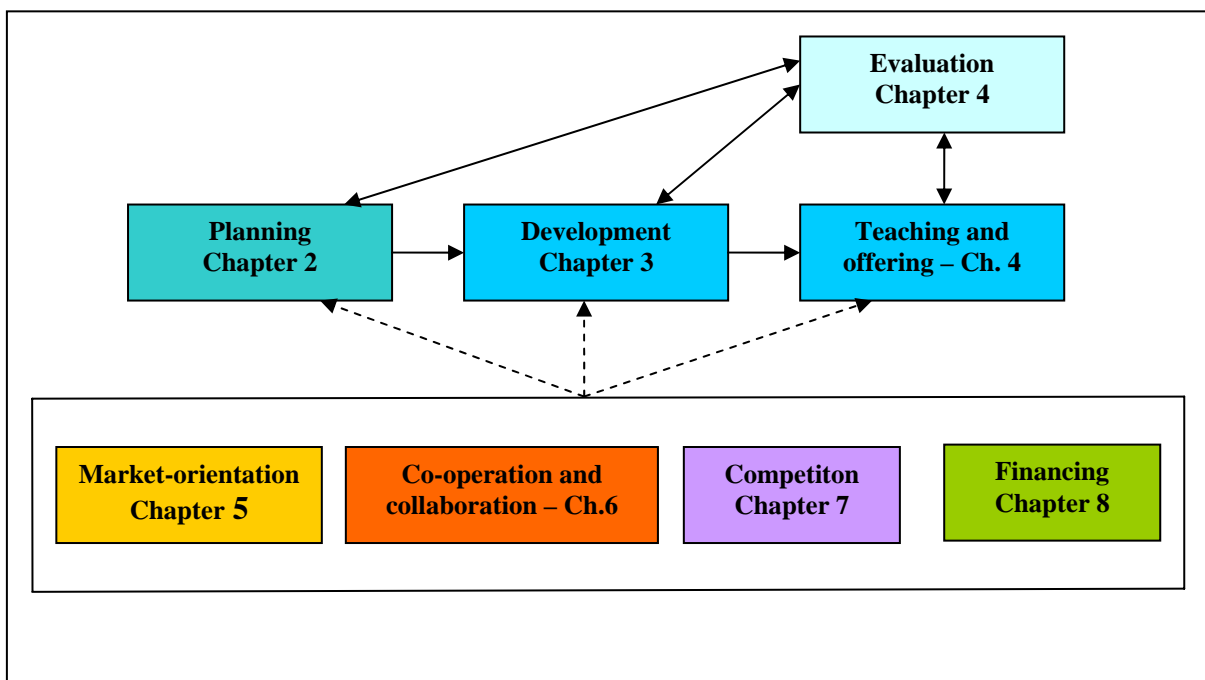 Evaluation
Chapter 4
Planning
Chapter 2
Development
Chapter 3
Teaching and
offering – Ch. 4
Market-orientation
Chapter 5
Co-operation and
collaboration – Ch.6
Competiton
Chapter 7
Financing
Chapter 8